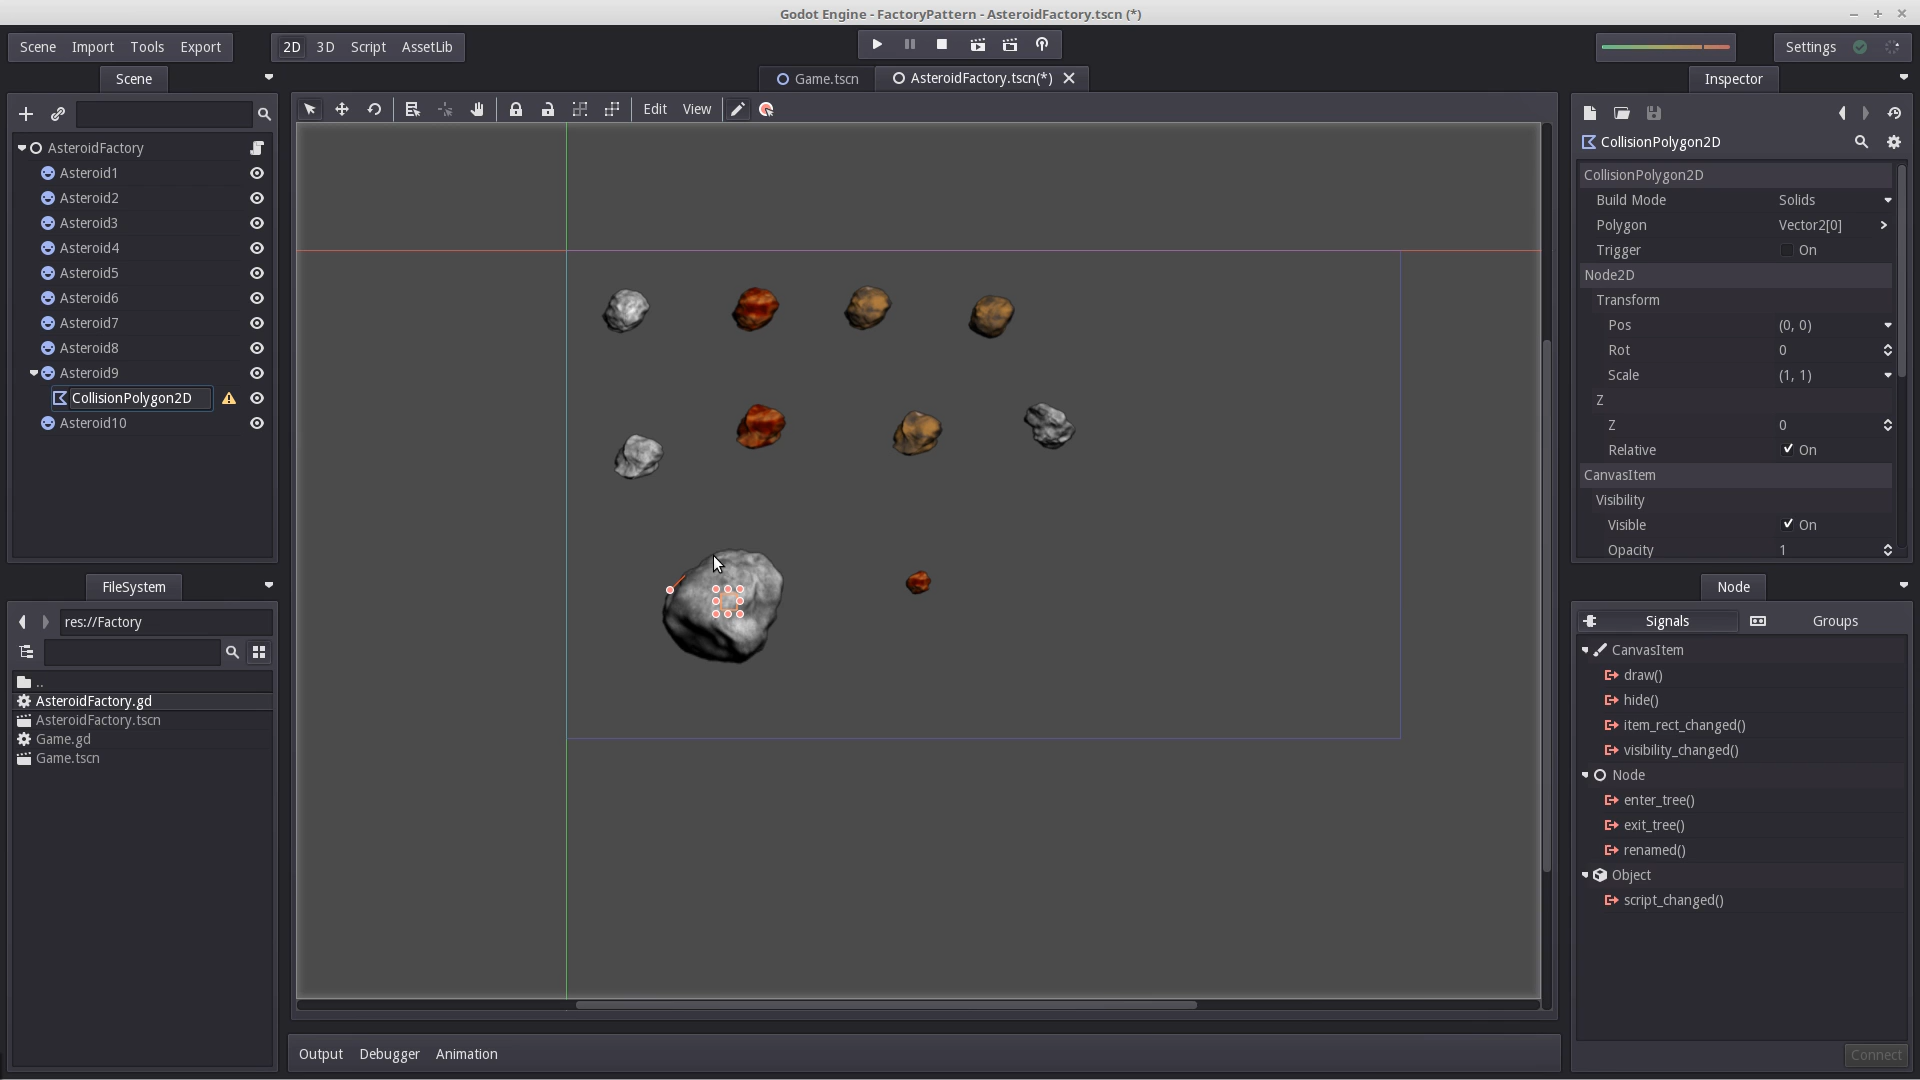 Godot Engine - FactoryPattern - AsteroidFactory.tscn (*)
Scene Import Tools Export
2D 3D Script AssetLib
Settings
Scene
Game.tscn
AsteroidFactory.tscn(*)
Inspector
Edit View
AsteroidFactory
Asteroid1
Asteroid2
Asteroid3
Asteroid4
Asteroid5
Asteroid6
Asteroid7
Asteroid8
Asteroid9
CollisionPolygon2D
Asteroid10
CollisionPolygon2D
CollisionPolygon2D
Build Mode Solids
Polygon Vector2[0]
Trigger On
Node2D
Transform
Pos (0, 0)
Rot 0
Scale (1, 1)
Z
Z 0
Relative On
CanvasItem
Visibility
Visible On
Opacity 1
FileSystem
res://Factory
..
AsteroidFactory.gd
AsteroidFactory.tscn
Game.gd
Game.tscn
Node
Signals Groups
CanvasItem
draw()
hide()
item_rect_changed()
visibility_changed()
Node
enter_tree()
exit_tree()
renamed()
Object
script_changed()
Connect
Output Debugger Animation